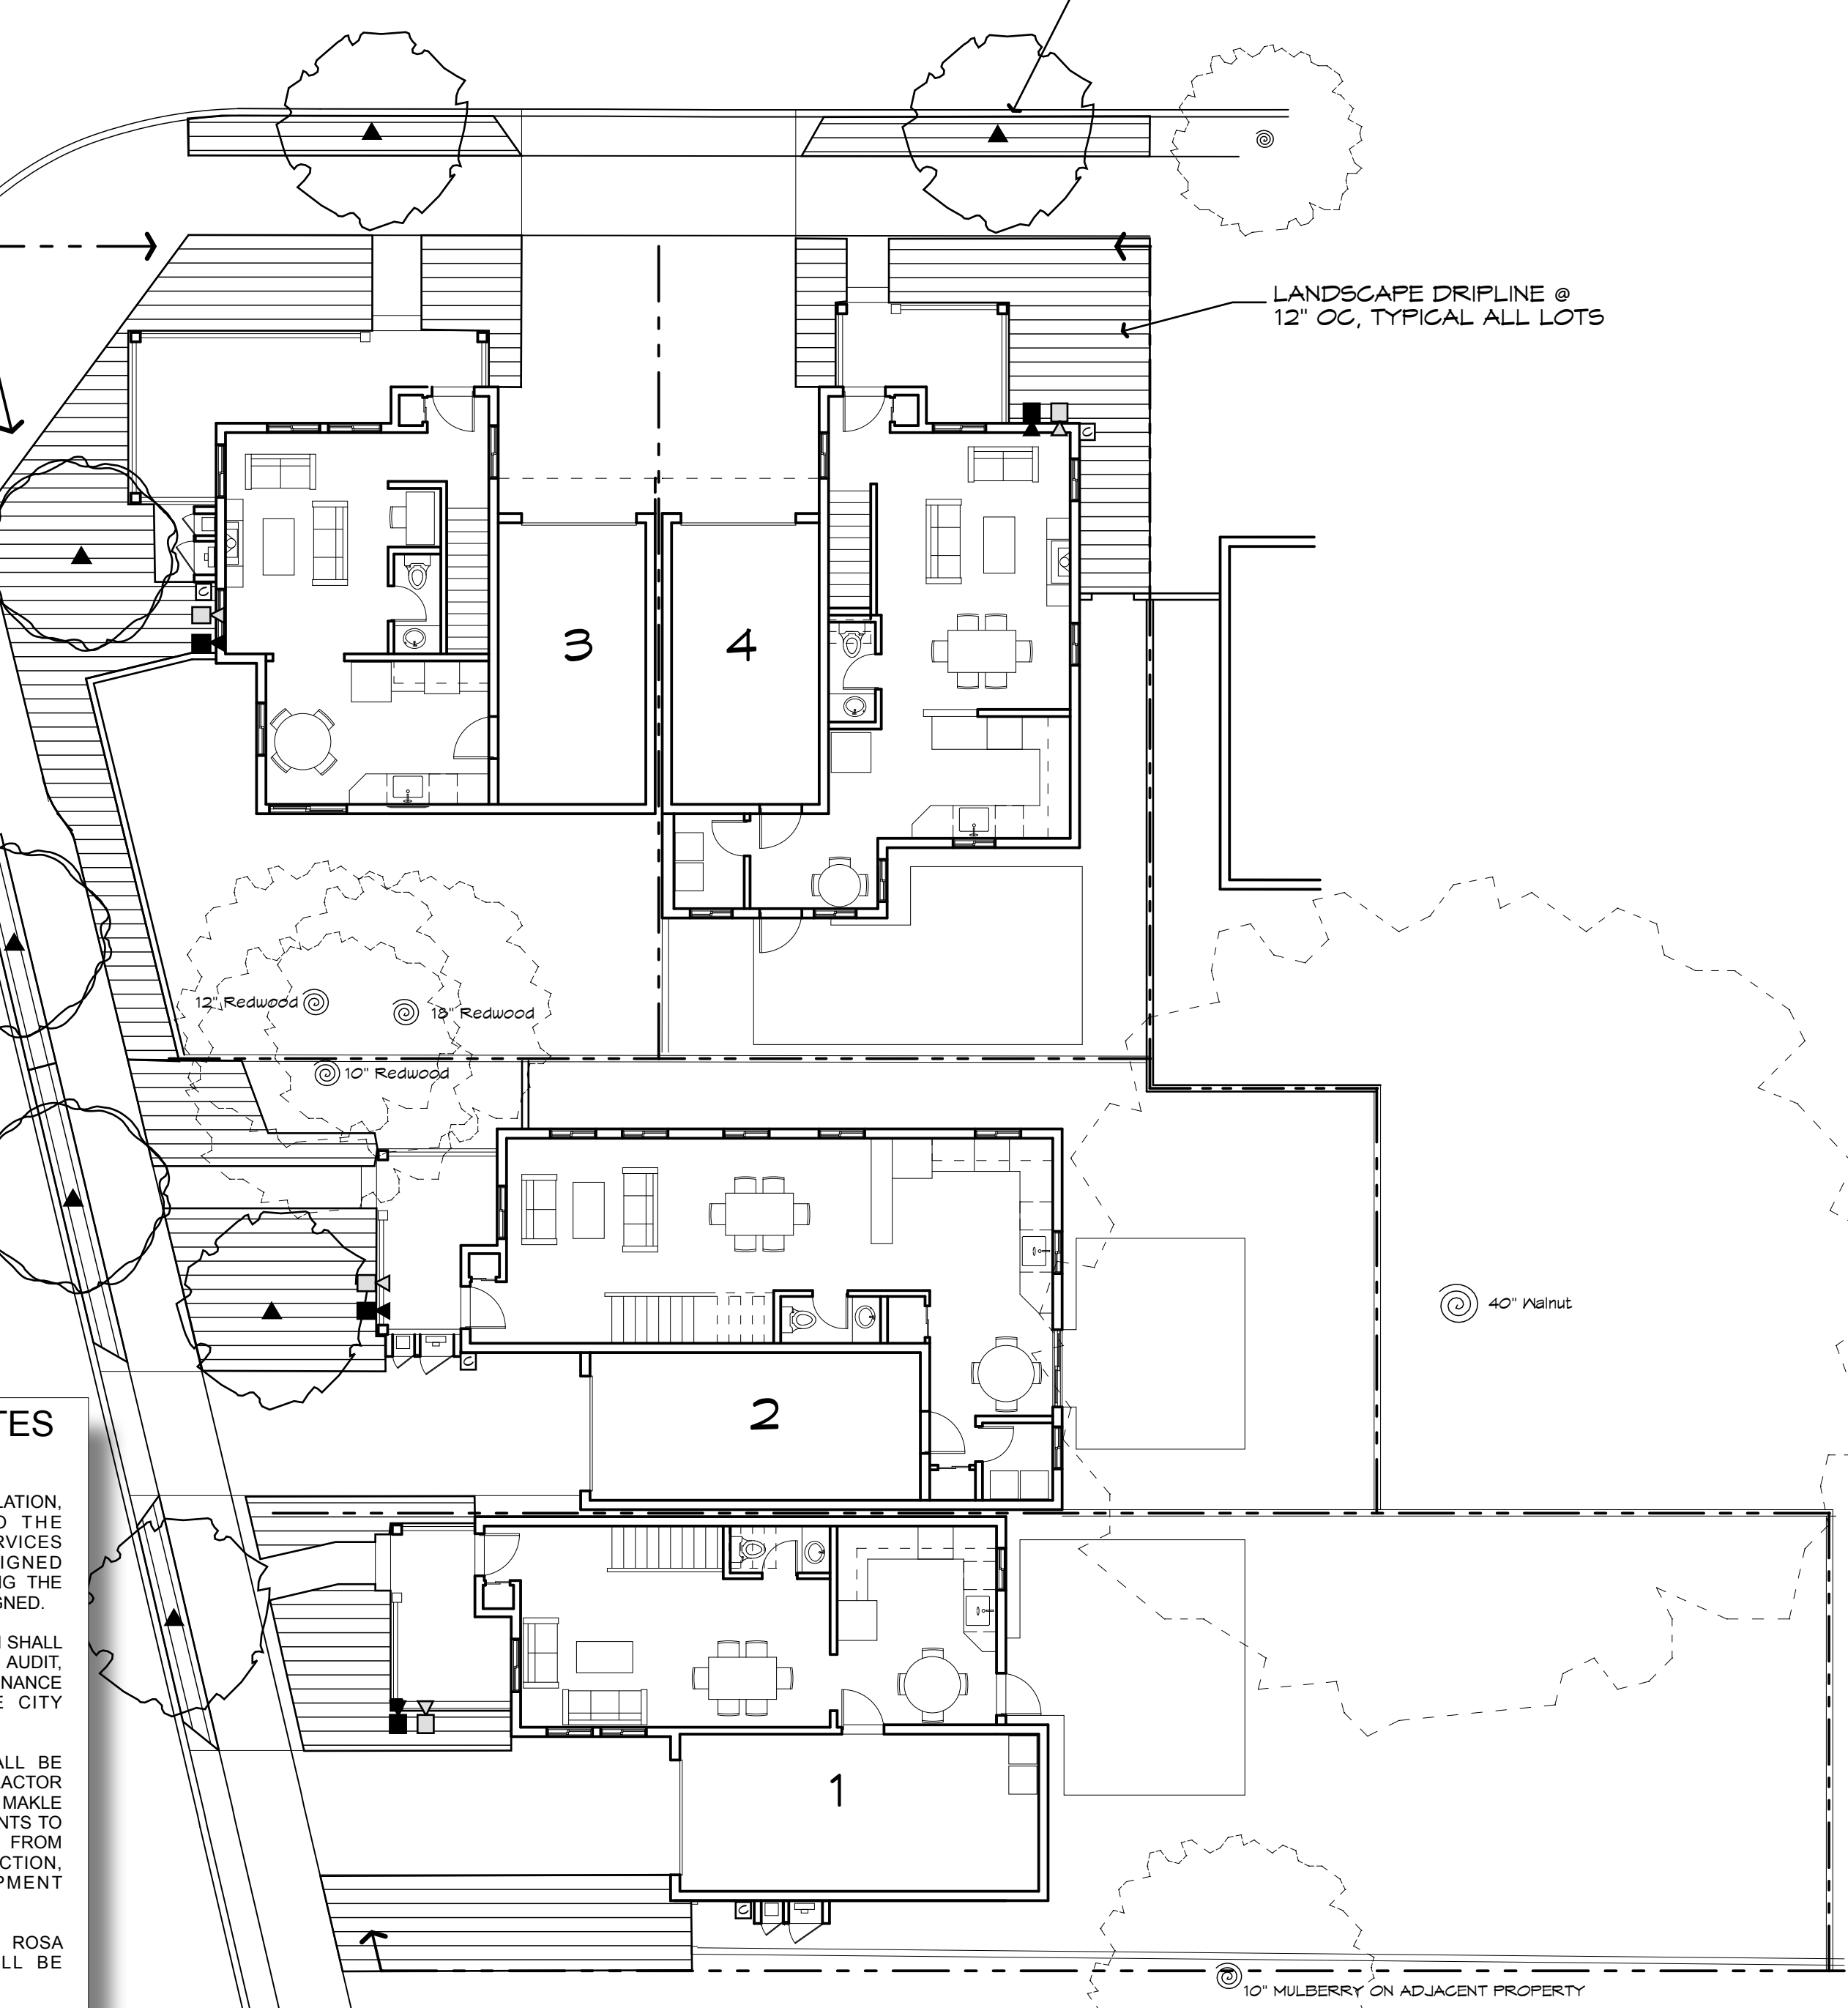 LANDSCAPE DRIPLINE @
12" OC, TYPICAL ALL LOTS
C
C
3
4
12" Redwood
18" Redwood
10" Redwood
40" Walnut
C
2
1
C
TES
LATION,
O THE
RVICES
IGNED
NG THE
GNED.
N SHALL
AUDIT,
NANCE
E CITY
ALL BE
ACTOR
MAKLE
NTS TO
FROM
CTION,
PMENT
ROSA
LL BE
10" MULBERRY ON ADJACENT PROPERTY